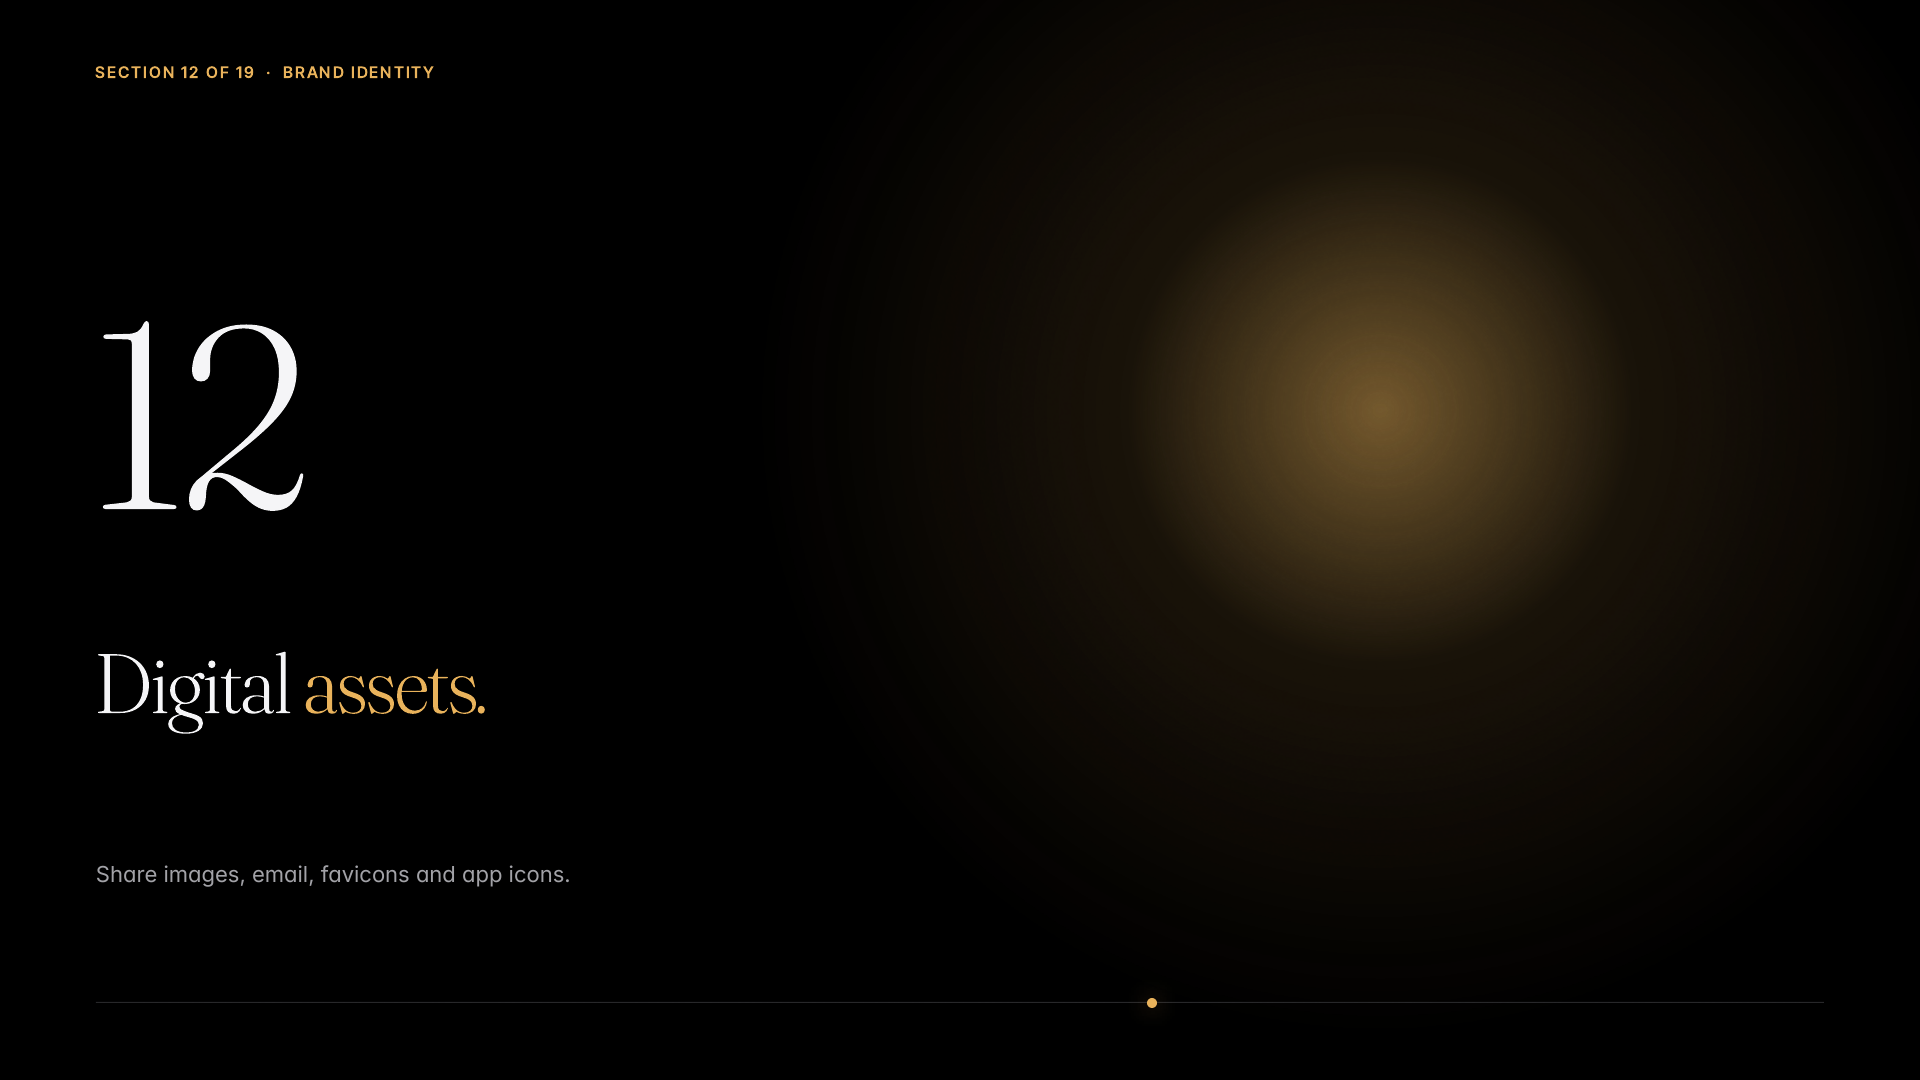 SECTION 12 OF 19 · BRAND IDENTITY
12
Digital assets.
Share images, email, favicons and app icons.